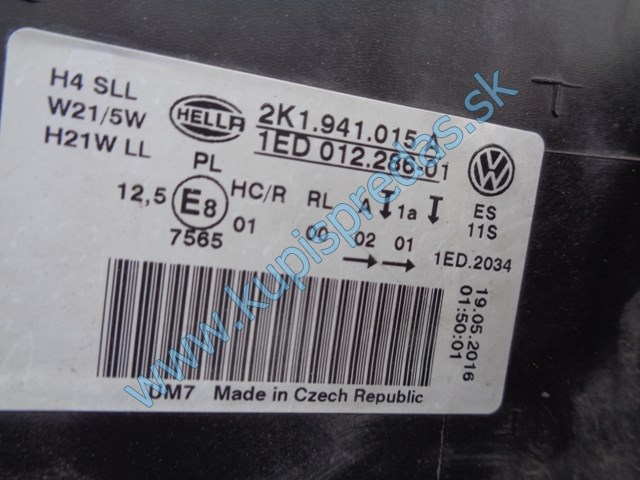 H4 SLL
W21/5W
H21W LL
HELLA
2K1.941.015
1ED 012.286-01
PL
12,5 E8 HC/R RL A 1a
7565 01 00 02 01
ES
11S
1ED.2034
19.05.2016
01:50:01
Made in Czech Republic
www.kupispredas.sk